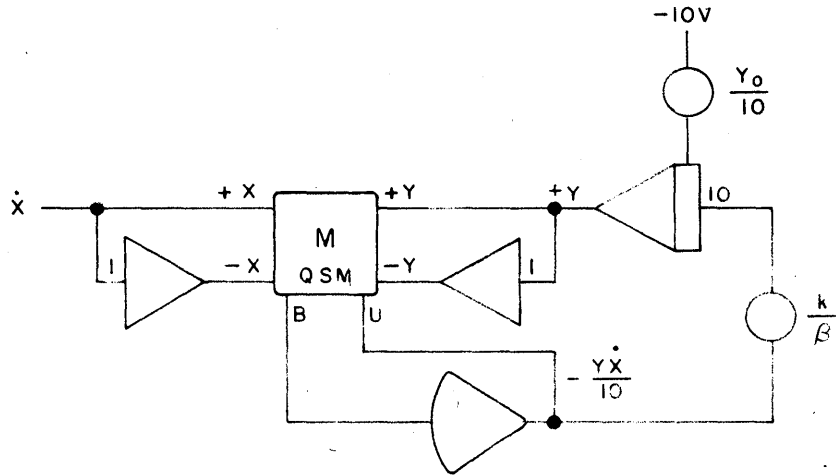 -10V
Y₀
10
Ẋ
+ X
+Y
+Y
10
M
1
-X
QSM
-Y
1
B
U
k
β
- YẊ
10